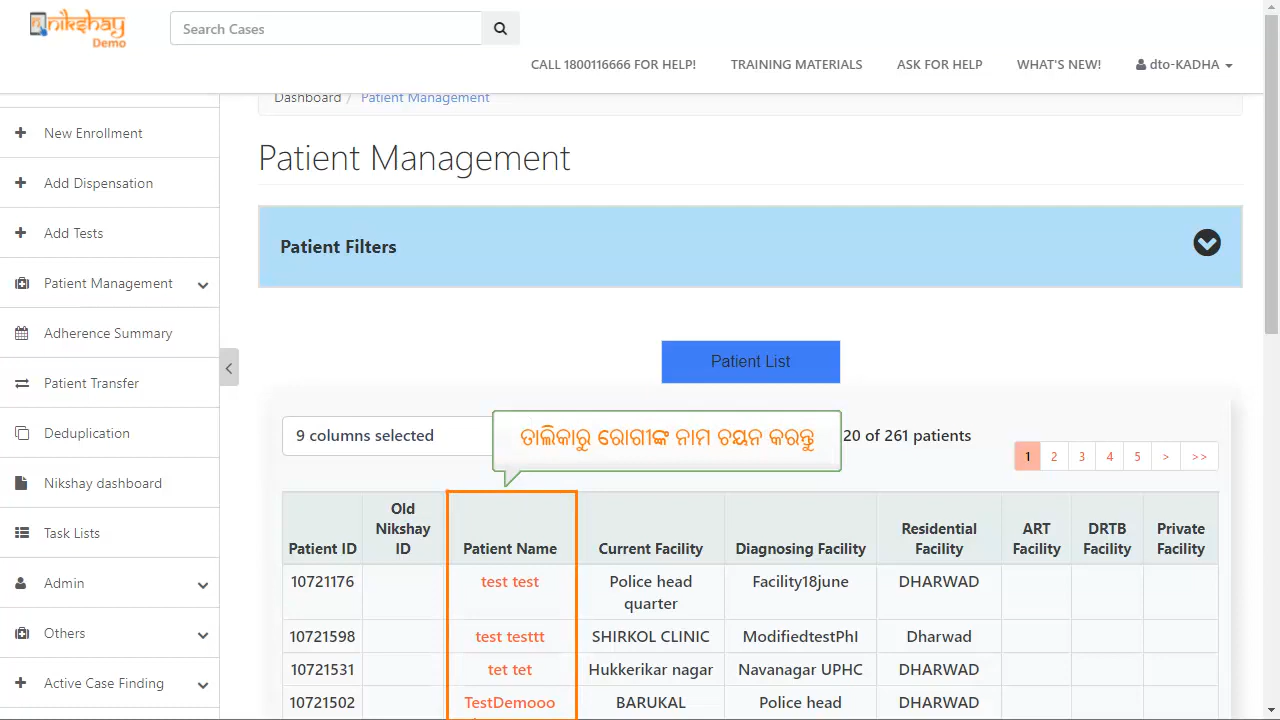 nikshay
Demo
Search Cases
CALL 1800116666 FOR HELP!
TRAINING MATERIALS
ASK FOR HELP
WHAT'S NEW!
dto-KADHA
Dashboard / Patient Management
New Enrollment
Add Dispensation
Add Tests
Patient Management
Adherence Summary
Patient Transfer
Deduplication
Nikshay dashboard
Task Lists
Admin
Others
Active Case Finding
Patient Management
Patient Filters
Patient List
9 columns selected
ତାଲିକାରୁ ରୋଗୀଙ୍କ ନାମ ଚୟନ କରନ୍ତୁ
20 of 261 patients
1 2 3 4 5 > >>
Patient ID Old Nikshay ID Patient Name Current Facility Diagnosing Facility Residential Facility ART Facility DRTB Facility Private Facility
10721176 test test Police head quarter Facility18june DHARWAD
10721598 test testtt SHIRKOL CLINIC ModifiedtestPhI Dharwad
10721531 tet tet Hukkerikar nagar Navanagar UPHC DHARWAD
10721502 TestDemooo BARUKAL Police head DHARWAD